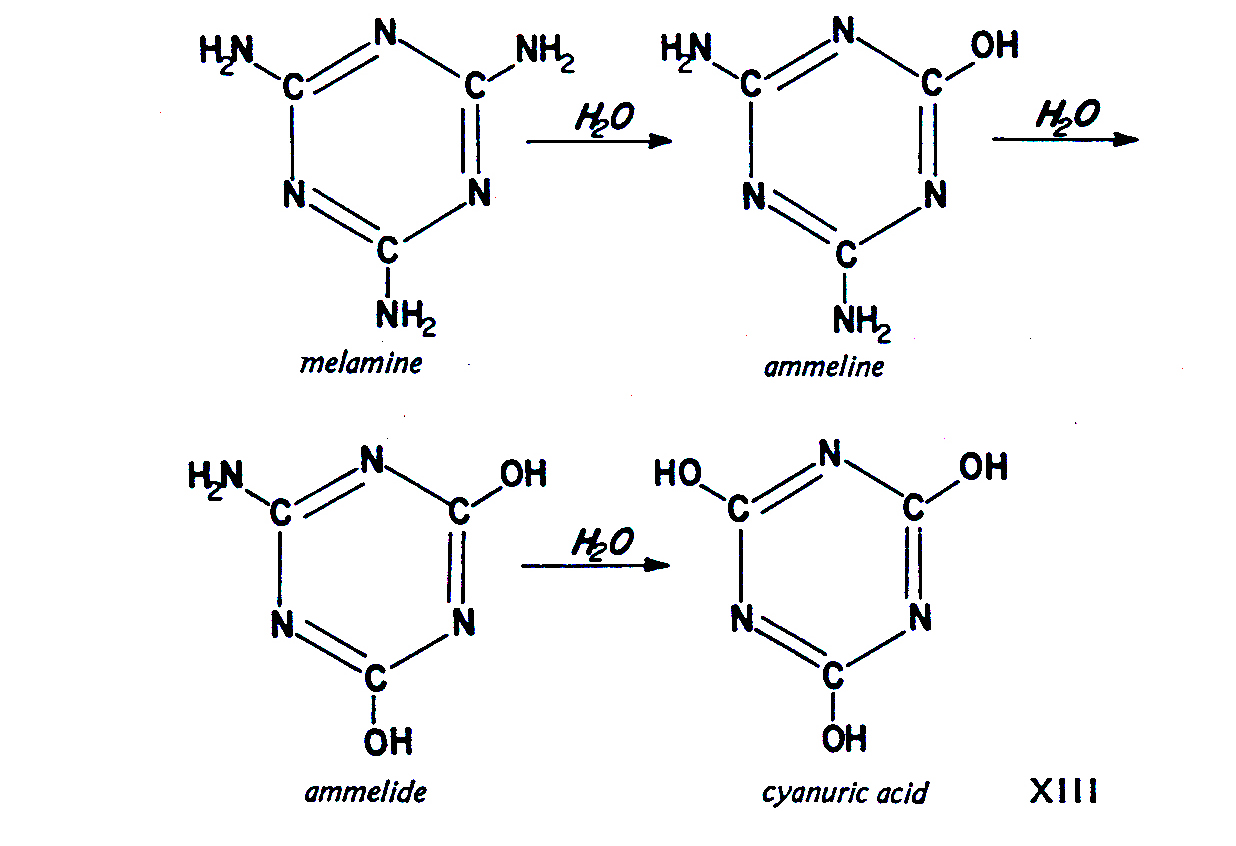 H2N N NH2
C C
H2O
N N
C
NH2
melamine
H2N N OH
C C
H2O
N N
C
NH2
ammeline
H2N N OH
C C
H2O
N N
C
OH
ammelide
HO N OH
C C
N N
C
OH
cyanuric acid
XIII